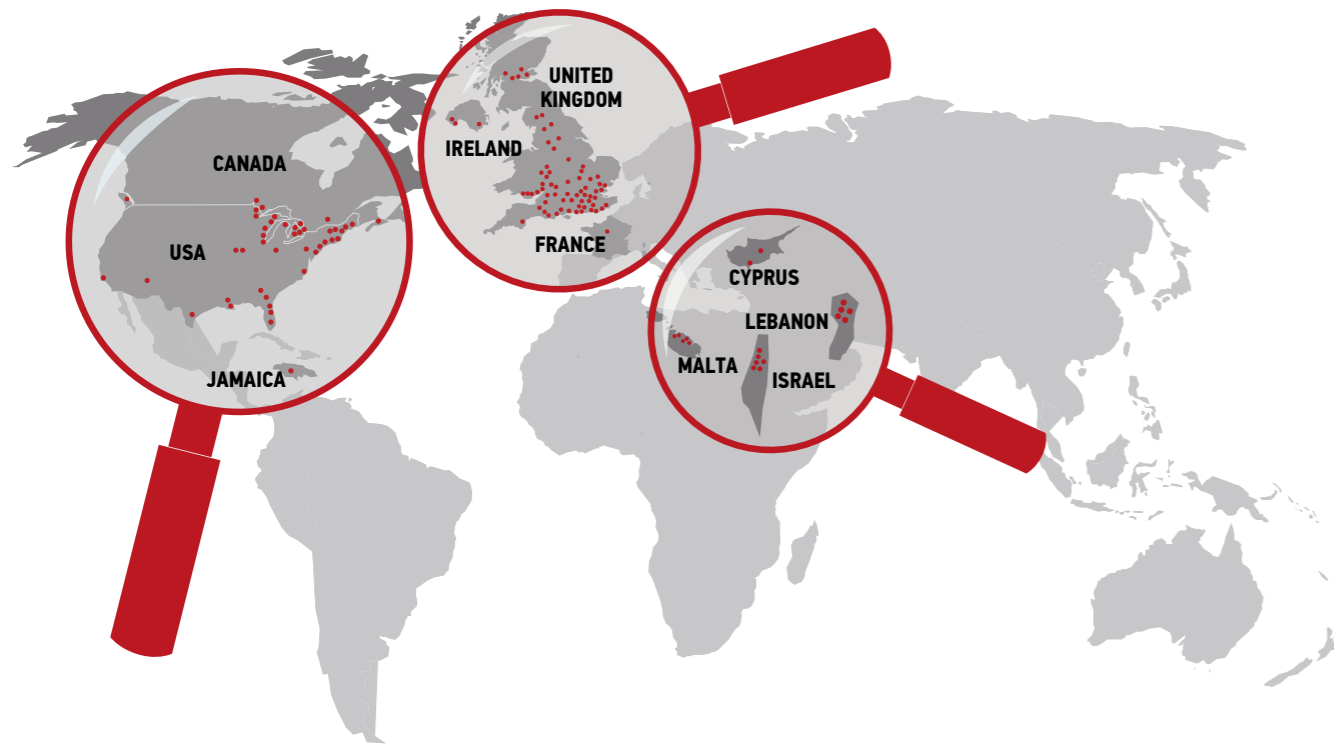 CANADA
USA
JAMAICA
UNITED
KINGDOM
IRELAND
FRANCE
CYPRUS
LEBANON
MALTA
ISRAEL